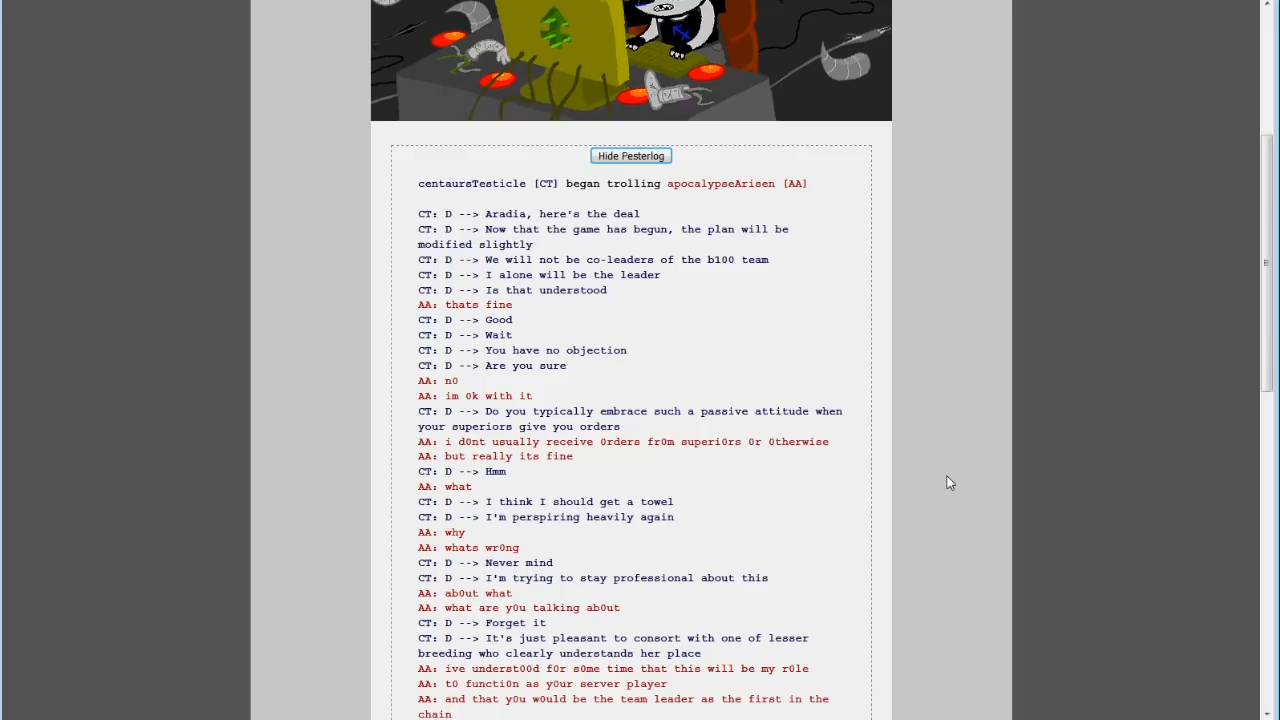 Hide Pesterlog
centaursTesticle [CT] began trolling apocalypseArisen [AA]
CT: D --> Aradia, here's the deal
CT: D --> Now that the game has begun, the plan will be
modified slightly
CT: D --> We will not be co-leaders of the b100 team
CT: D --> I alone will be the leader
CT: D --> Is that understood
AA: thats fine
CT: D --> Good
CT: D --> Wait
CT: D --> You have no objection
CT: D --> Are you sure
AA: n0
AA: im 0k with it
CT: D --> Do you typically embrace such a passive attitude when
your superiors give you orders
AA: i d0nt usually receive 0rders fr0m superi0rs 0r 0therwise
AA: but really its fine
CT: D --> Hmm
AA: what
CT: D --> I think I should get a towel
CT: D --> I'm perspiring heavily again
AA: why
AA: whats wr0ng
CT: D --> Never mind
CT: D --> I'm trying to stay professional about this
AA: ab0ut what
AA: what are y0u talking ab0ut
CT: D --> Forget it
CT: D --> It's just pleasant to consort with one of lesser
breeding who clearly understands her place
AA: ive underst00d f0r s0me time that this will be my r0le
AA: t0 functi0n as y0ur server player
AA: and that y0u w0uld be the team leader as the first in the
chain